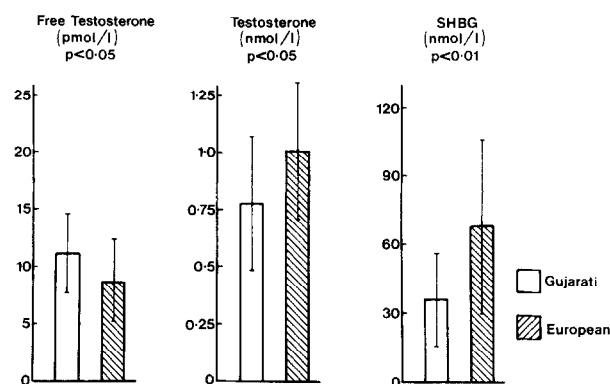 Free Testosterone
(pmol/l)
p<0·05
25
20
15
10
5
0
Testosterone
(nmol/l)
p<0·05
1·25
1·0
0·75
0·5
0·25
0
SHBG
(nmol/l)
p<0·01
120
90
60
30
0
Gujarati
European